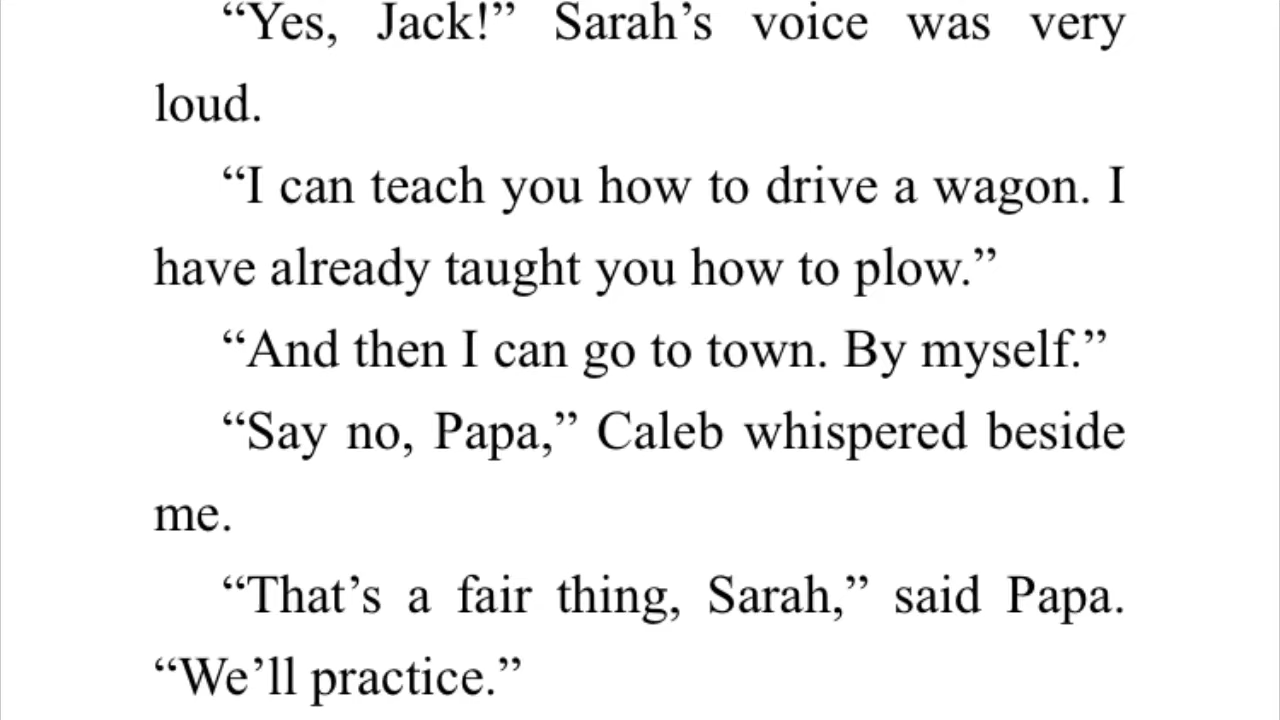 “Yes, Jack!” Sarah’s voice was very
loud.
“I can teach you how to drive a wagon. I
have already taught you how to plow.”
“And then I can go to town. By myself.”
“Say no, Papa,” Caleb whispered beside
me.
“That’s a fair thing, Sarah,” said Papa.
“We’ll practice.”